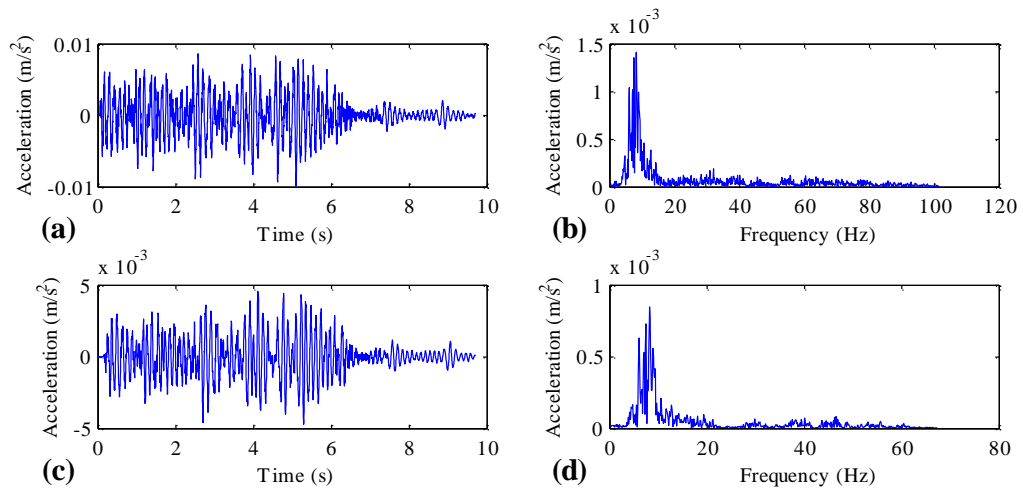 Acceleration (m/s²)
0.01
0
-0.01
0 2 4 6 8 10
(a)
Time (s)
x 10⁻³
Acceleration (m/s²)
1.5
1
0.5
0
0 20 40 60 80 100 120
(b)
Frequency (Hz)
x 10⁻³
Acceleration (m/s²)
5
0
-5
0 2 4 6 8 10
(c)
Time (s)
x 10⁻³
Acceleration (m/s²)
1
0.5
0
0 20 40 60 80
(d)
Frequency (Hz)